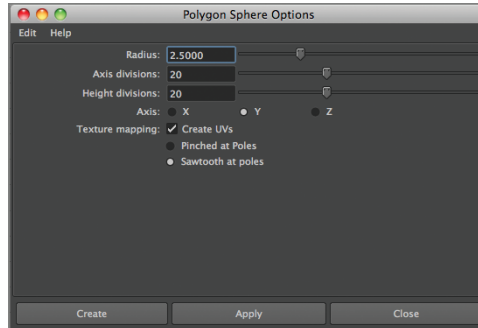 Polygon Sphere Options
Edit Help
Radius: 2.5000
Axis divisions: 20
Height divisions: 20
Axis: X Y Z
Texture mapping: Create UVs
Pinched at Poles
Sawtooth at poles
Create Apply Close